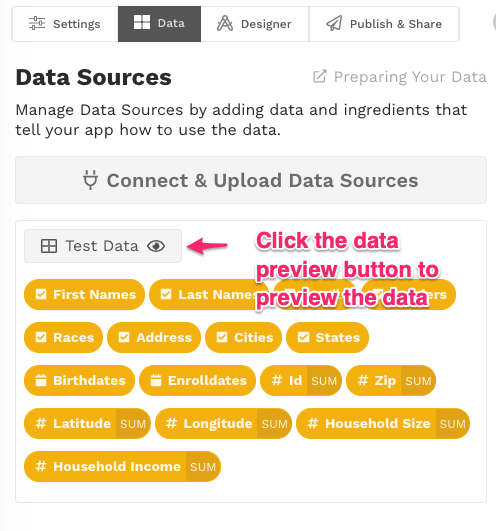 Settings
Data
Designer
Publish & Share
Data Sources
Preparing Your Data
Manage Data Sources by adding data and ingredients that
tell your app how to use the data.
Connect & Upload Data Sources
Test Data
Click the data
preview button to
preview the data
First Names
Last Name
Races
Address
Cities
States
Birthdates
Enrolldates
# Id SUM
# Zip SUM
# Latitude SUM
# Longitude SUM
# Household Size SUM
# Household Income SUM